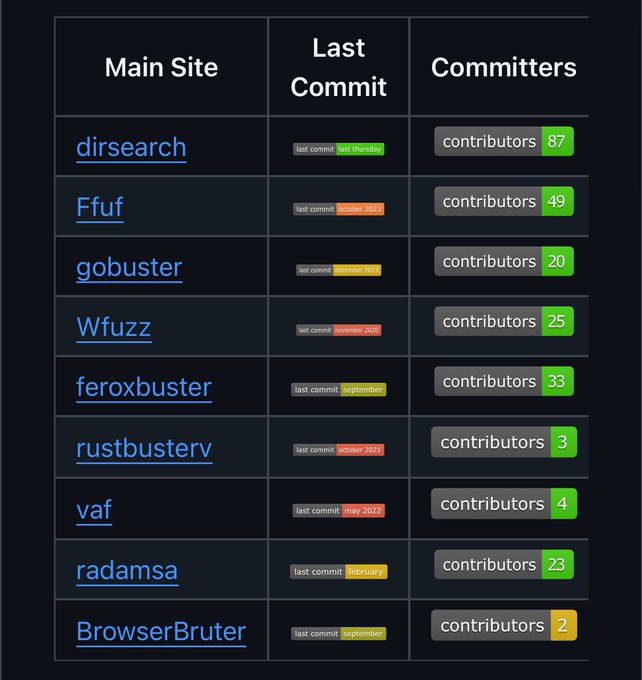 Main Site
Last
Commit
Committers
dirsearch
last commit last thursday
contributors 87
Ffuf
last commit october 2023
contributors 49
gobuster
last commit december 2023
contributors 20
Wfuzz
last commit november 2020
contributors 25
feroxbuster
last commit september
contributors 33
rustbusterv
last commit october 2021
contributors 3
vaf
last commit may 2022
contributors 4
radamsa
last commit february
contributors 23
BrowserBruter
last commit september
contributors 2